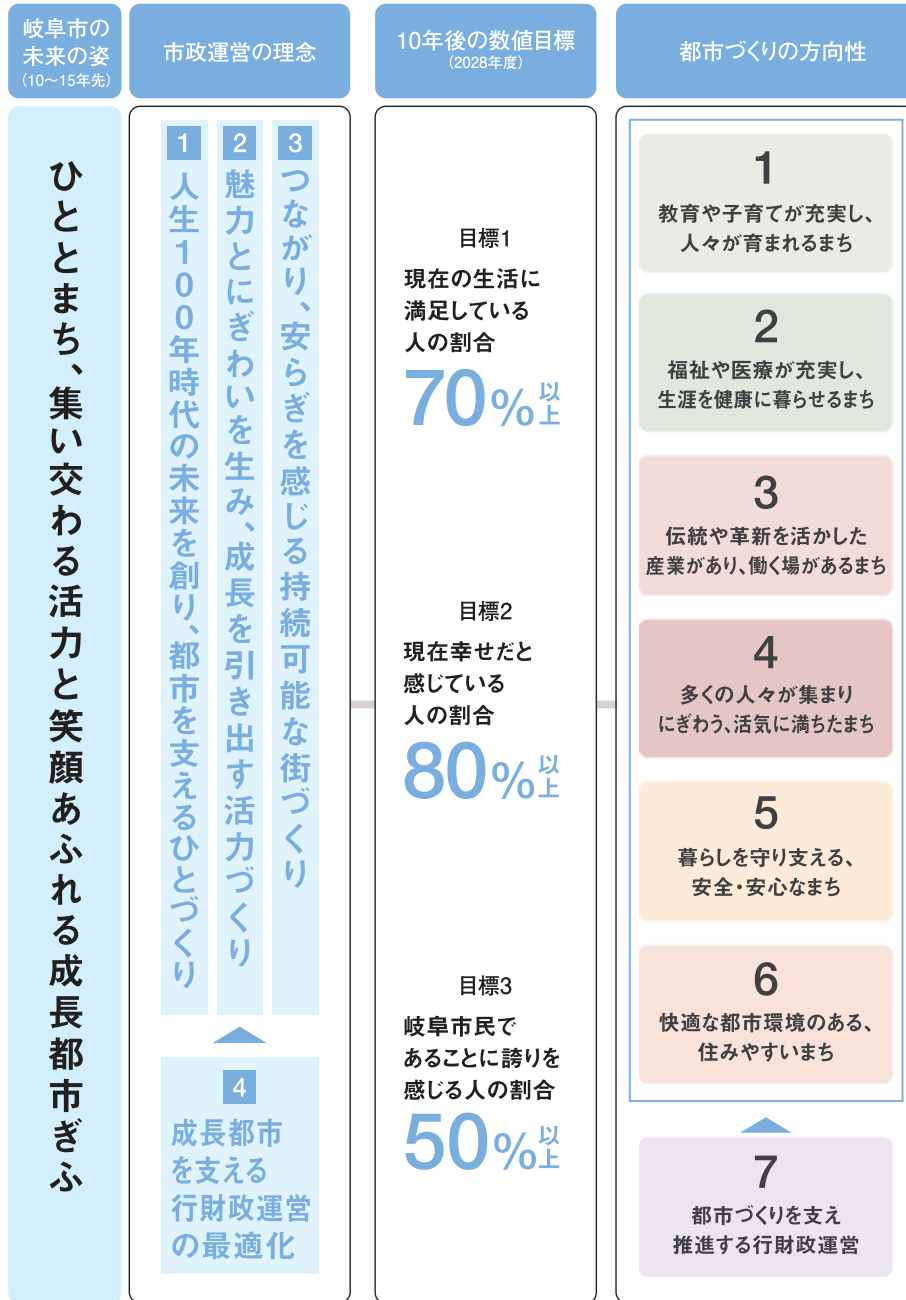 岐阜市の
未来の姿
(10〜15年先)
ひととまち、集い交わる活力と笑顔あふれる成長都市ぎふ
市政運営の理念
1
人生100年時代の未来を創り、都市を支えるひとづくり
2
魅力とにぎわいを生み、成長を引き出す活力づくり
3
つながり、安らぎを感じる持続可能な街づくり
4
成長都市
を支える
行財政運営
の最適化
10年後の数値目標
(2028年度)
目標1
現在の生活に
満足している
人の割合
70%以上
目標2
現在幸せだと
感じている
人の割合
80%以上
目標3
岐阜市民で
あることに誇りを
感じる人の割合
50%以上
都市づくりの方向性
1
教育や子育てが充実し、
人々が育まれるまち
2
福祉や医療が充実し、
生涯を健康に暮らせるまち
3
伝統や革新を活かした
産業があり、働く場があるまち
4
多くの人々が集まり
にぎわう、活気に満ちたまち
5
暮らしを守り支える、
安全・安心なまち
6
快適な都市環境のある、
住みやすいまち
7
都市づくりを支え
推進する行財政運営